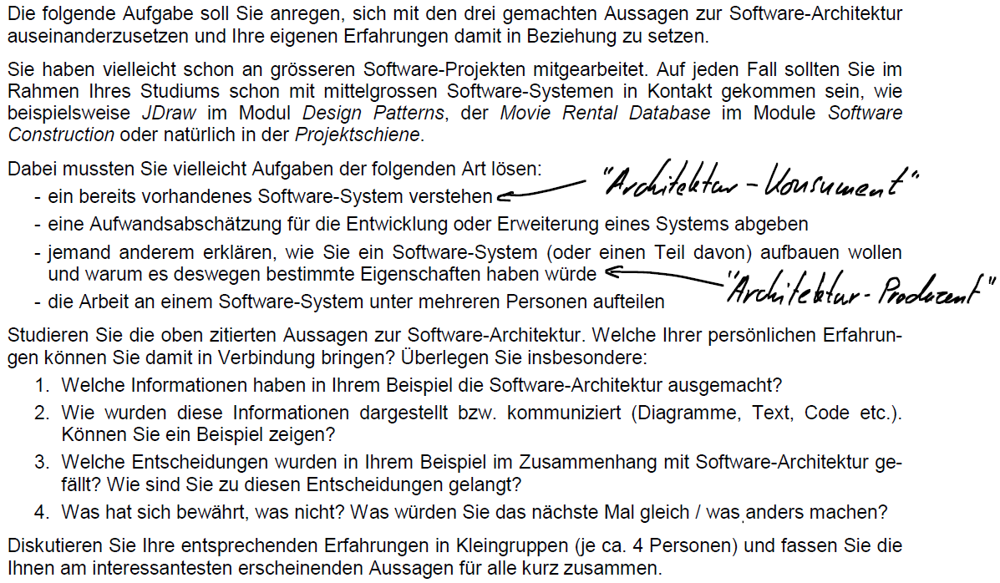 Die folgende Aufgabe soll Sie anregen, sich mit den drei gemachten Aussagen zur Software-Architektur
auseinanderzusetzen und Ihre eigenen Erfahrungen damit in Beziehung zu setzen.
Sie haben vielleicht schon an grösseren Software-Projekten mitgearbeitet. Auf jeden Fall sollten Sie im
Rahmen Ihres Studiums schon mit mittelgrossen Software-Systemen in Kontakt gekommen sein, wie
beispielsweise JDraw im Modul Design Patterns, der Movie Rental Database im Module Software
Construction oder natürlich in der Projektschiene.
Dabei mussten Sie vielleicht Aufgaben der folgenden Art lösen:
"Architektur-Konsument"
- ein bereits vorhandenes Software-System verstehen
- eine Aufwandsabschätzung für die Entwicklung oder Erweiterung eines Systems abgeben
- jemand anderem erklären, wie Sie ein Software-System (oder einen Teil davon) aufbauen wollen
und warum es deswegen bestimmte Eigenschaften haben würde
"Architektur-Produzent"
- die Arbeit an einem Software-System unter mehreren Personen aufteilen
Studieren Sie die oben zitierten Aussagen zur Software-Architektur. Welche Ihrer persönlichen Erfahrun-
gen können Sie damit in Verbindung bringen? Überlegen Sie insbesondere:
1. Welche Informationen haben in Ihrem Beispiel die Software-Architektur ausgemacht?
2. Wie wurden diese Informationen dargestellt bzw. kommuniziert (Diagramme, Text, Code etc.).
Können Sie ein Beispiel zeigen?
3. Welche Entscheidungen wurden in Ihrem Beispiel im Zusammenhang mit Software-Architektur ge-
fällt? Wie sind Sie zu diesen Entscheidungen gelangt?
4. Was hat sich bewährt, was nicht? Was würden Sie das nächste Mal gleich / was anders machen?
Diskutieren Sie Ihre entsprechenden Erfahrungen in Kleingruppen (je ca. 4 Personen) und fassen Sie die
Ihnen am interessantesten erscheinenden Aussagen für alle kurz zusammen.